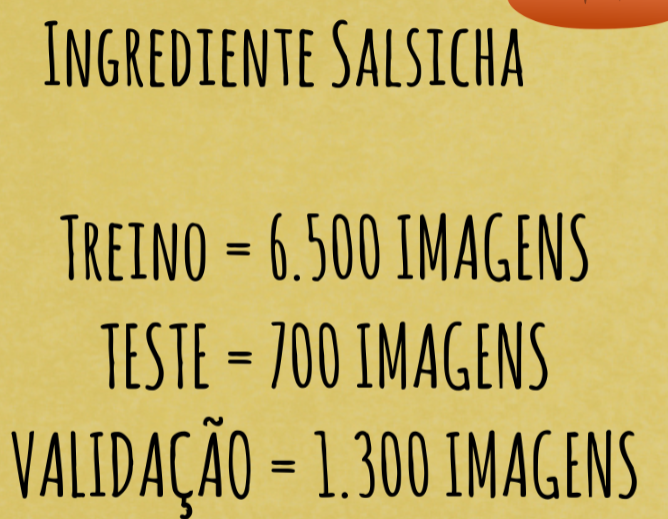 Ingrediente Salsicha
Treino = 6.500 IMAGENS
TESTE = 700 IMAGENS
VALIDAÇÃO = 1.300 IMAGENS